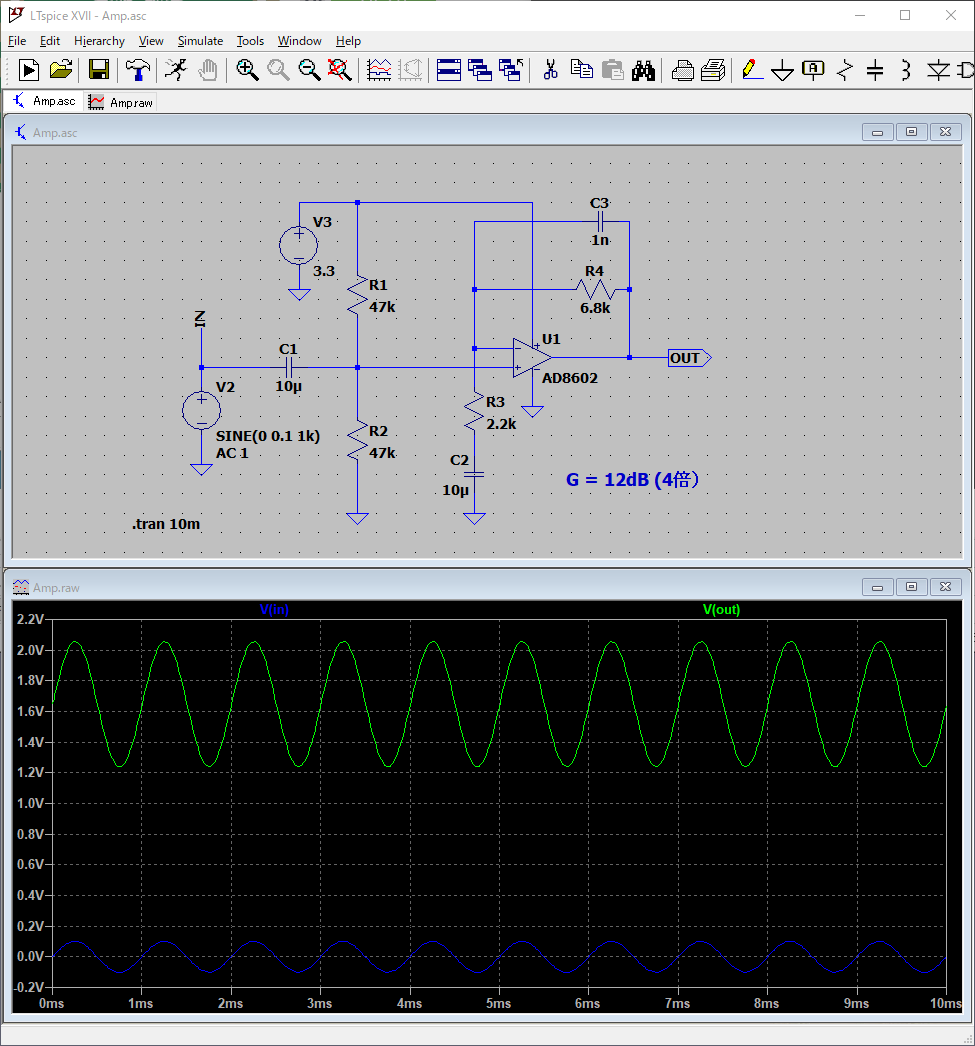 LTspice XVII - Amp.asc
File Edit Hierarchy View Simulate Tools Window Help
Amp.asc Amp.raw
Amp.asc
V3
3.3
C3
1n
R1
47k
R4
6.8k
IN
C1
10µ
U1
OUT
AD8602
V2
SINE(0 0.1 1k)
AC 1
R3
2.2k
R2
47k
C2
10µ
G = 12dB (4倍)
.tran 10m
Amp.raw
V(in) V(out)
2.2V
2.0V
1.8V
1.6V
1.4V
1.2V
1.0V
0.8V
0.6V
0.4V
0.2V
0.0V
-0.2V
0ms 1ms 2ms 3ms 4ms 5ms 6ms 7ms 8ms 9ms 10ms